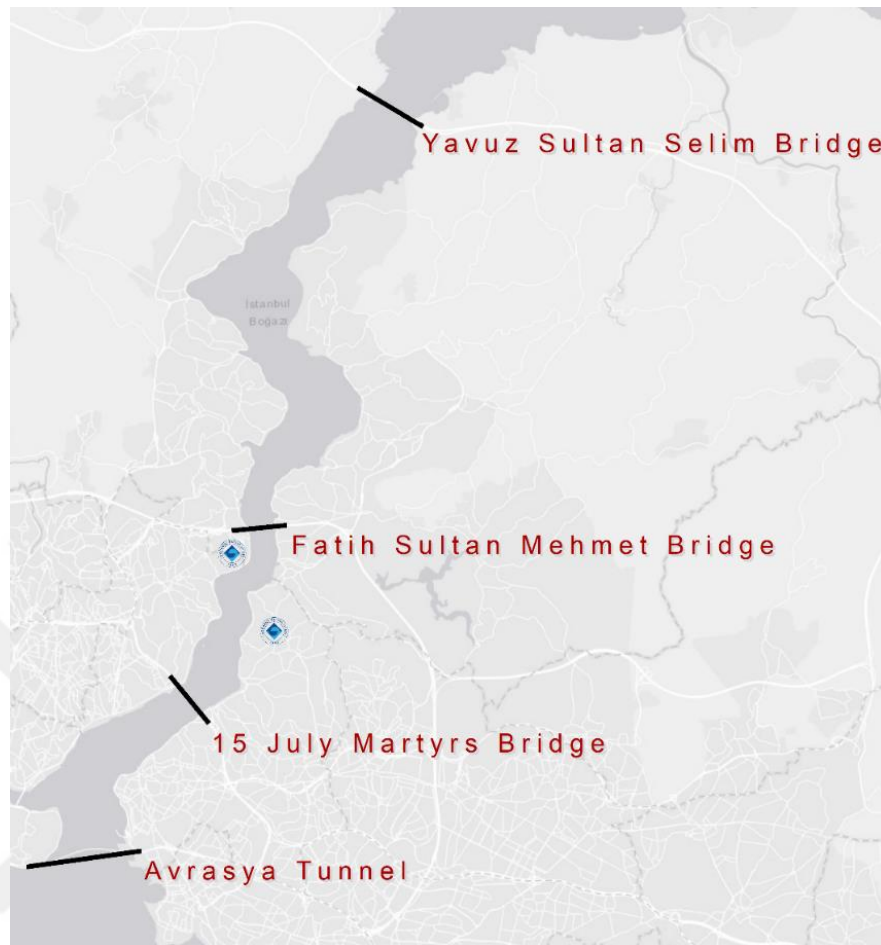 Yavuz Sultan Selim Bridge
İstanbul
Boğazı
Fatih Sultan Mehmet Bridge
15 July Martyrs Bridge
Avrasya Tunnel